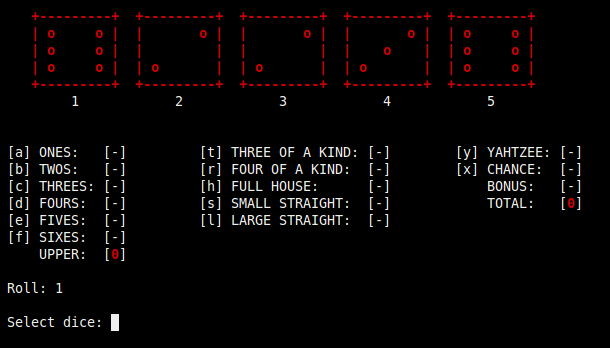 1 2 3 4 5
[a] ONES: [-] [t] THREE OF A KIND: [-] [y] YAHTZEE: [-]
[b] TWOS: [-] [r] FOUR OF A KIND: [-] [x] CHANCE: [-]
[c] THREES: [-] [h] FULL HOUSE: [-] BONUS: [-]
[d] FOURS: [-] [s] SMALL STRAIGHT: [-] TOTAL: [0]
[e] FIVES: [-] [l] LARGE STRAIGHT: [-]
[f] SIXES: [-]
UPPER: [0]
Roll: 1
Select dice: